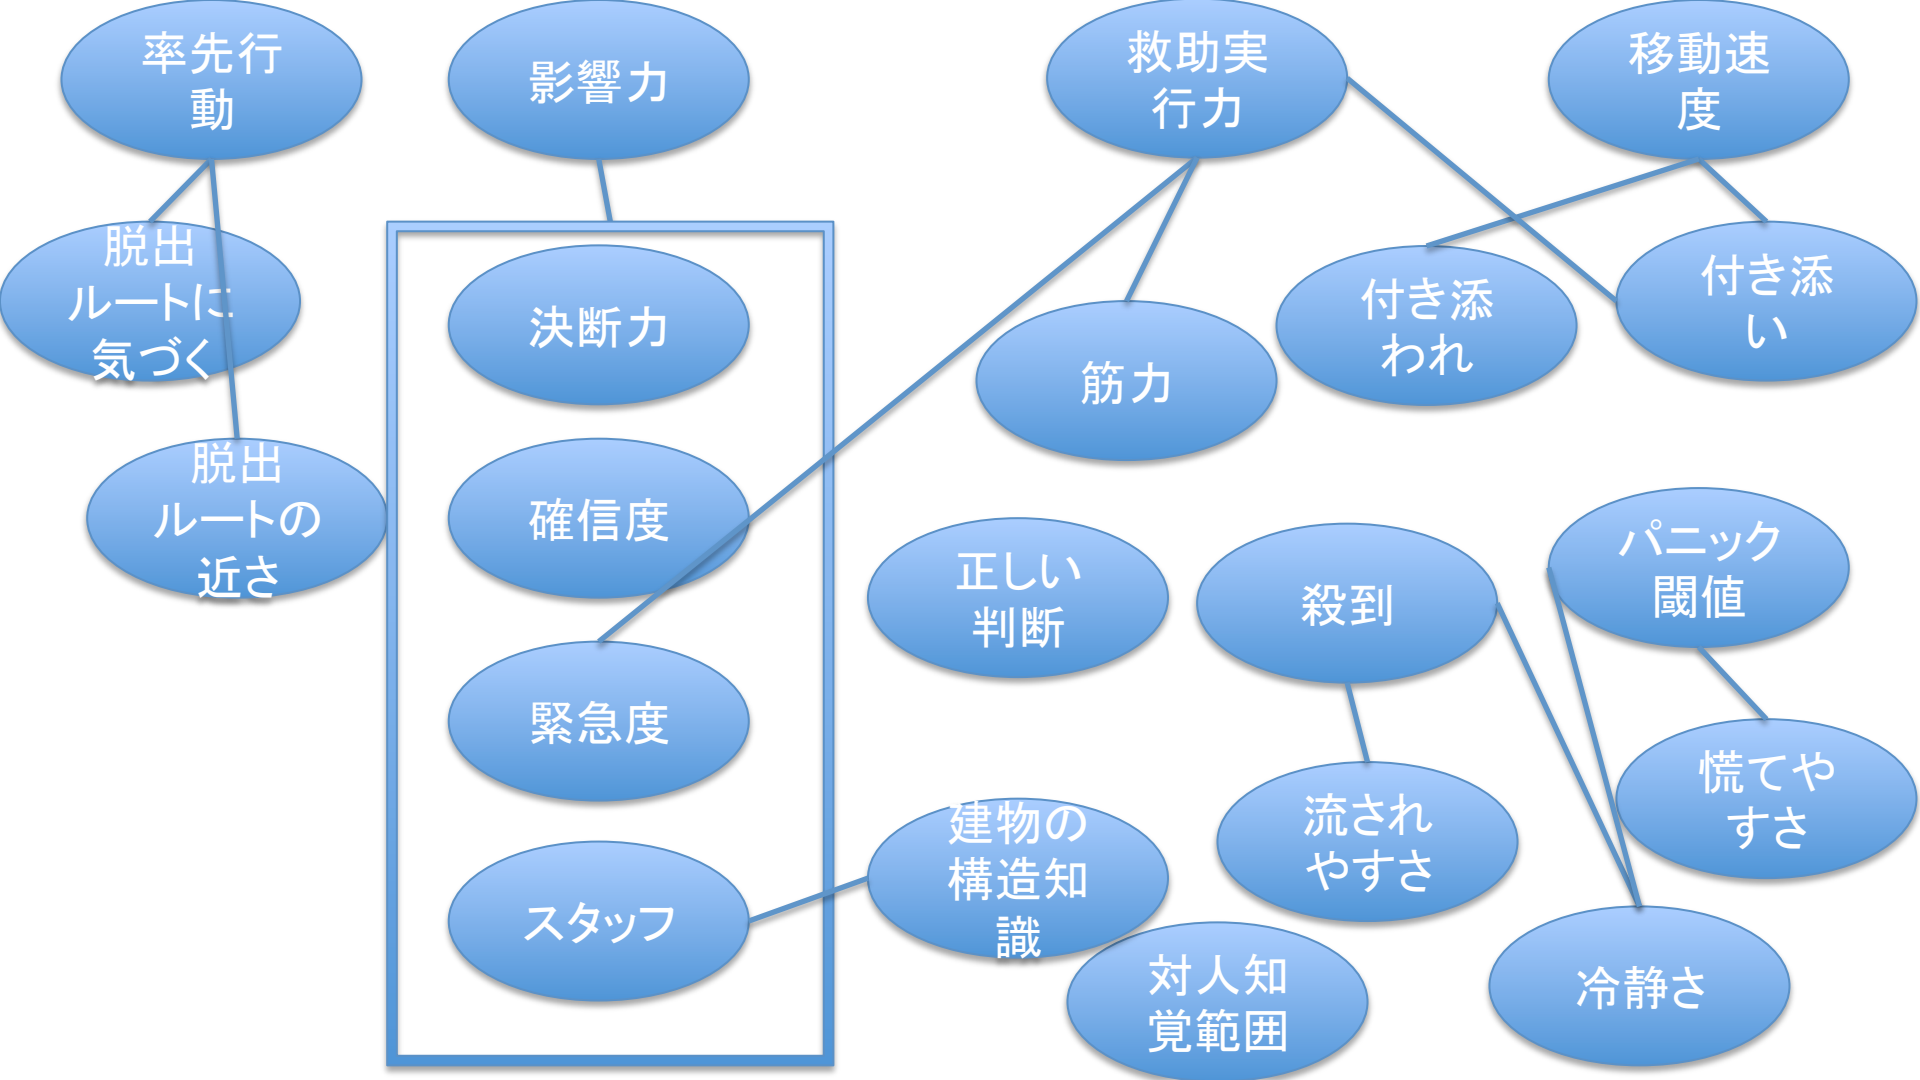 率先行
動
影響力
救助実
行力
移動速
度
脱出
ルートに
気づく
決断力
筋力
付き添
われ
付き添
い
脱出
ルートの
近さ
確信度
正しい
判断
殺到
パニック
閾値
緊急度
慌てや
すさ
流され
やすさ
建物の
構造知
識
スタッフ
対人知
覚範囲
冷静さ